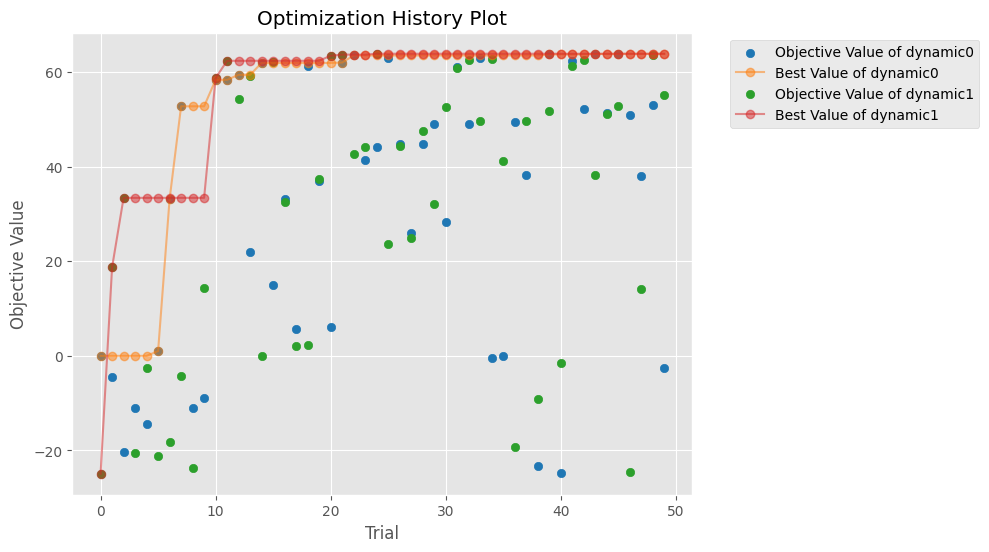 Optimization History Plot
Objective Value
60
40
20
0
−20
0 10 20 30 40 50
Trial
Objective Value of dynamic0
Best Value of dynamic0
Objective Value of dynamic1
Best Value of dynamic1